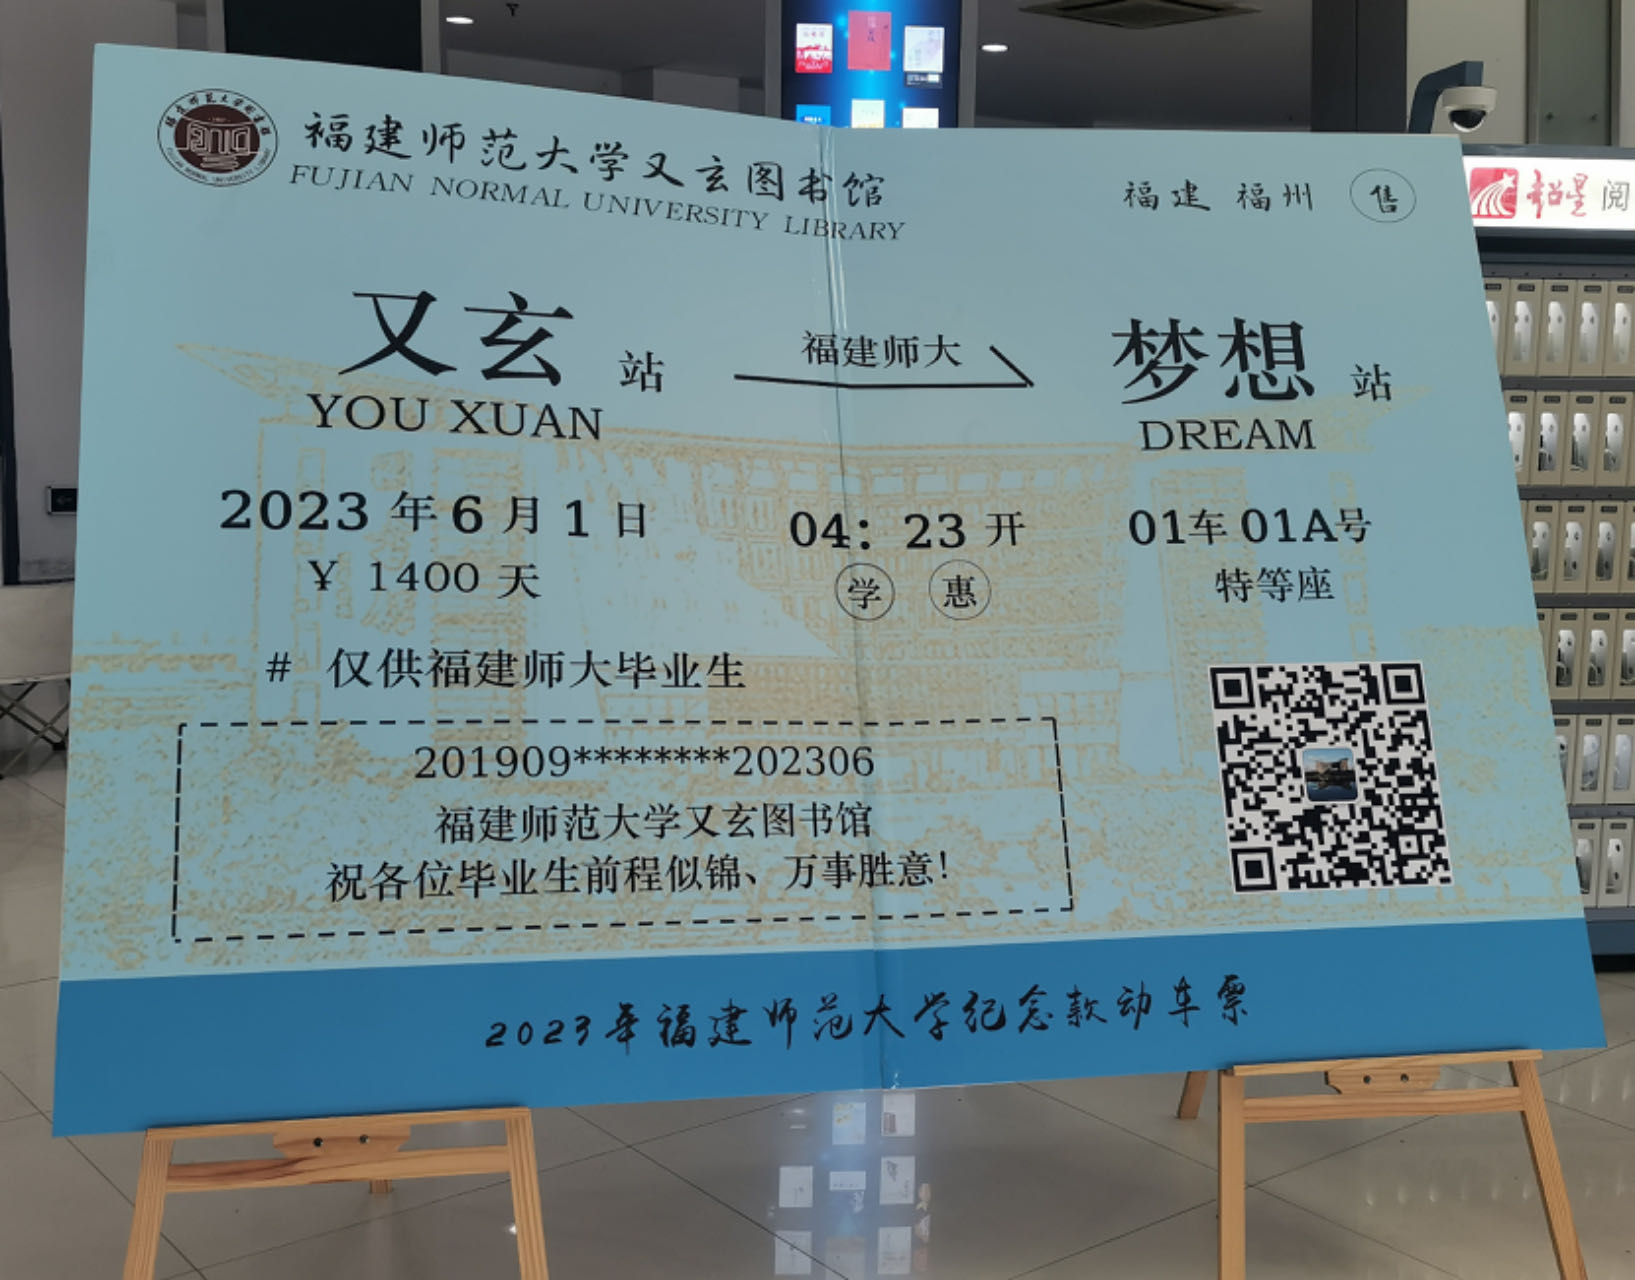 福建师范大学又玄图书馆
FUJIAN NORMAL UNIVERSITY LIBRARY
福建 福州 售
又玄 站
YOU XUAN
福建师大
梦想 站
DREAM
2023 年 6 月 1 日
04: 23 开
01车 01A号
¥ 1400 天
学 惠
特等座
# 仅供福建师大毕业生
201909********202306
福建师范大学又玄图书馆
祝各位毕业生前程似锦、万事胜意!
2023年福建师范大学纪念款动车票
超星 阅